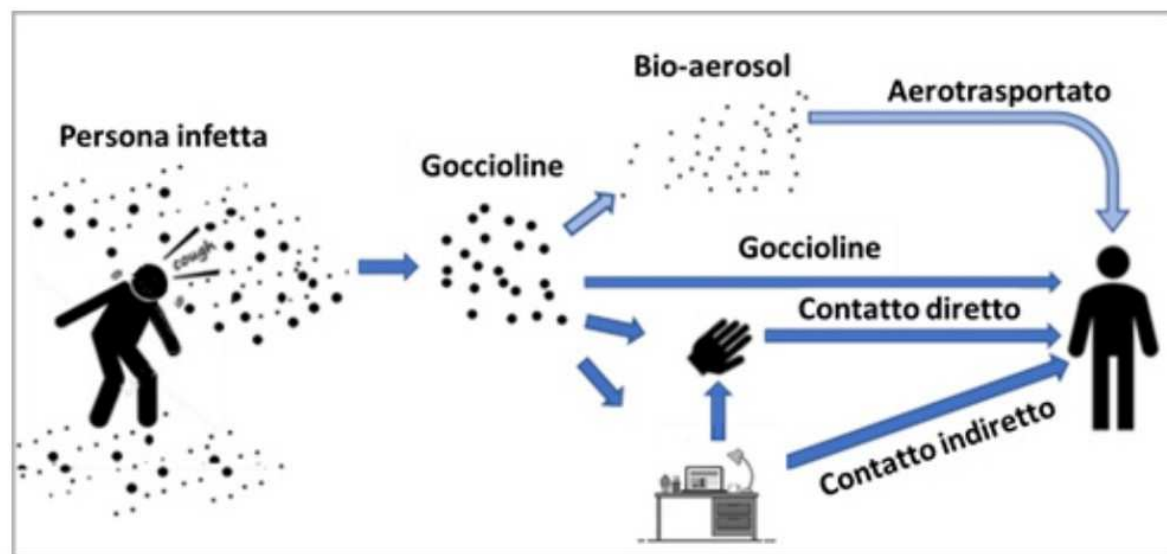 Bio-aerosol
Aerotrasportato
Persona infetta
Goccioline
cough
Goccioline
Contatto diretto
Contatto indiretto